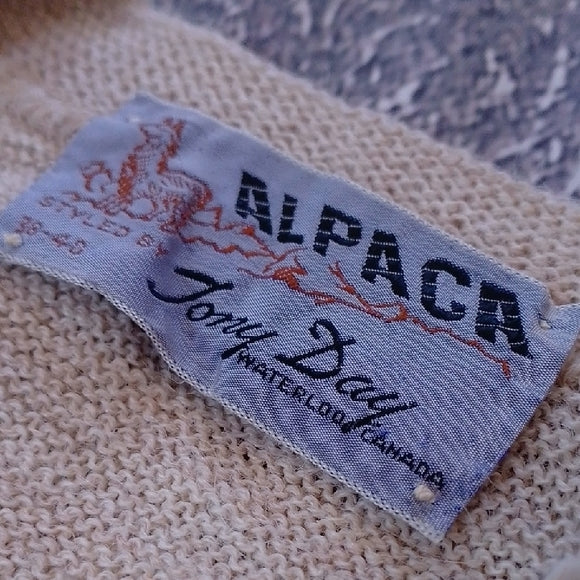 ALPACA
STYLED BY
38-40
Tony Day
WATERLOO CANADA